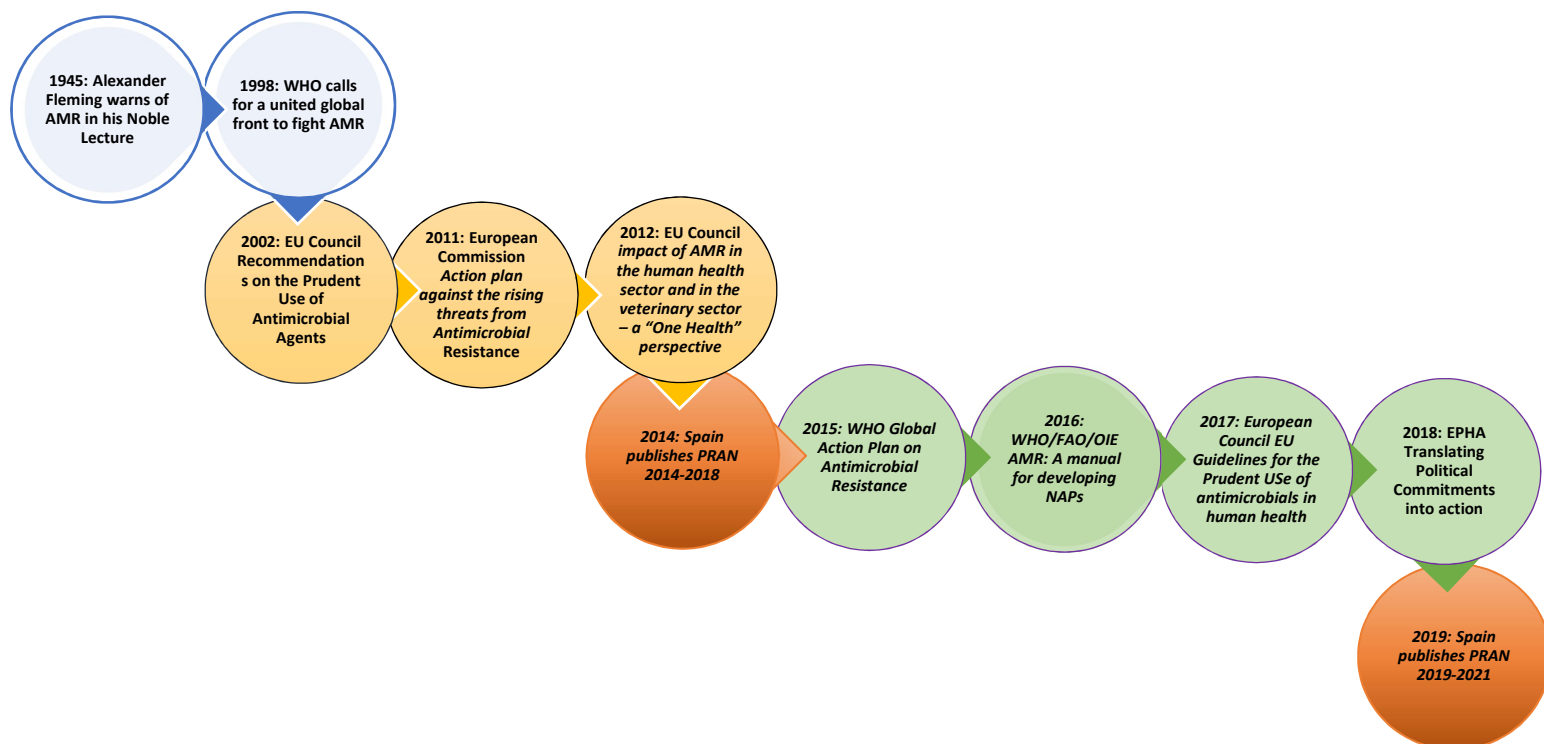 1945: Alexander
Fleming warns of
AMR in his Noble
Lecture
1998: WHO calls
for a united global
front to fight AMR
2002: EU Council
Recommendation
s on the Prudent
Use of
Antimicrobial
Agents
2011: European
Commission
Action plan
against the rising
threats from
Antimicrobial
Resistance
2012: EU Council
impact of AMR in
the human health
sector and in the
veterinary sector
– a “One Health”
perspective
2014: Spain
publishes PRAN
2014-2018
2015: WHO Global
Action Plan on
Antimicrobial
Resistance
2016:
WHO/FAO/OIE
AMR: A manual
for developing
NAPs
2017: European
Council EU
Guidelines for the
Prudent USe of
antimicrobials in
human health
2018: EPHA
Translating
Political
Commitments
into action
2019: Spain
publishes PRAN
2019-2021